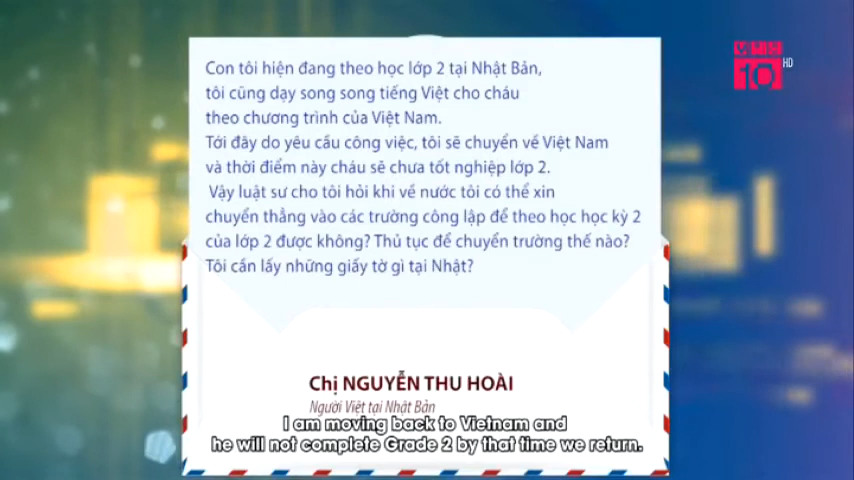 Con tôi hiện đang theo học lớp 2 tại Nhật Bản,
tôi cũng dạy song song tiếng Việt cho cháu
theo chương trình của Việt Nam.
Tới đây do yêu cầu công việc, tôi sẽ chuyển về Việt Nam
và thời điểm này cháu sẽ chưa tốt nghiệp lớp 2.
Vậy luật sư cho tôi hỏi khi về nước tôi có thể xin
chuyển thẳng vào các trường công lập để theo học học kỳ 2
của lớp 2 được không? Thủ tục để chuyển trường thế nào?
Tôi cần lấy những giấy tờ gì tại Nhật?
Chị NGUYỄN THU HOÀI
Người Việt tại Nhật Bản
I am moving back to Vietnam and
he will not complete Grade 2 by that time we return.
10
HD